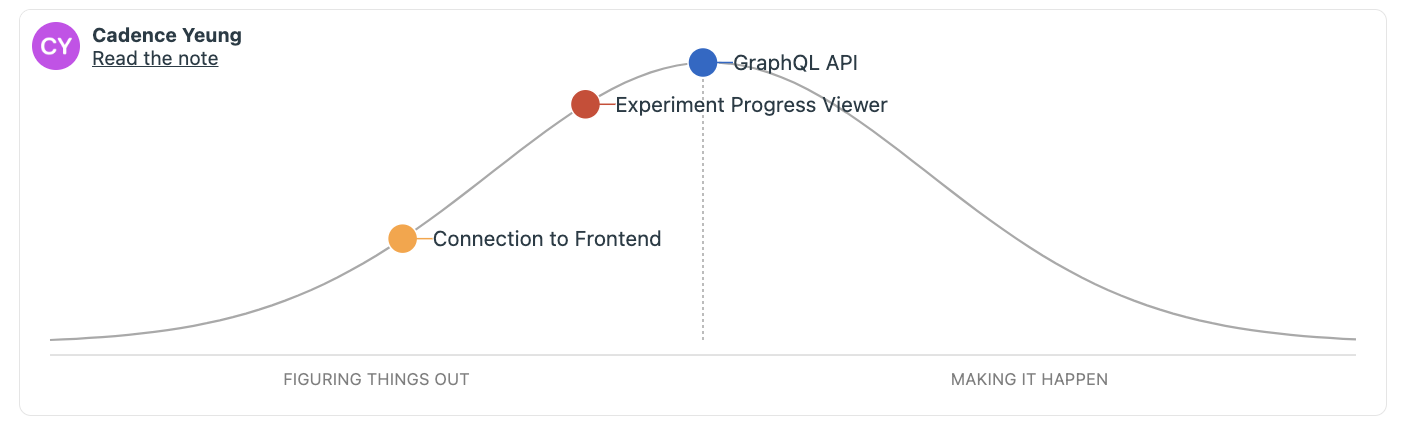 CY
Cadence Yeung
Read the note
GraphQL API
Experiment Progress Viewer
Connection to Frontend
FIGURING THINGS OUT
MAKING IT HAPPEN